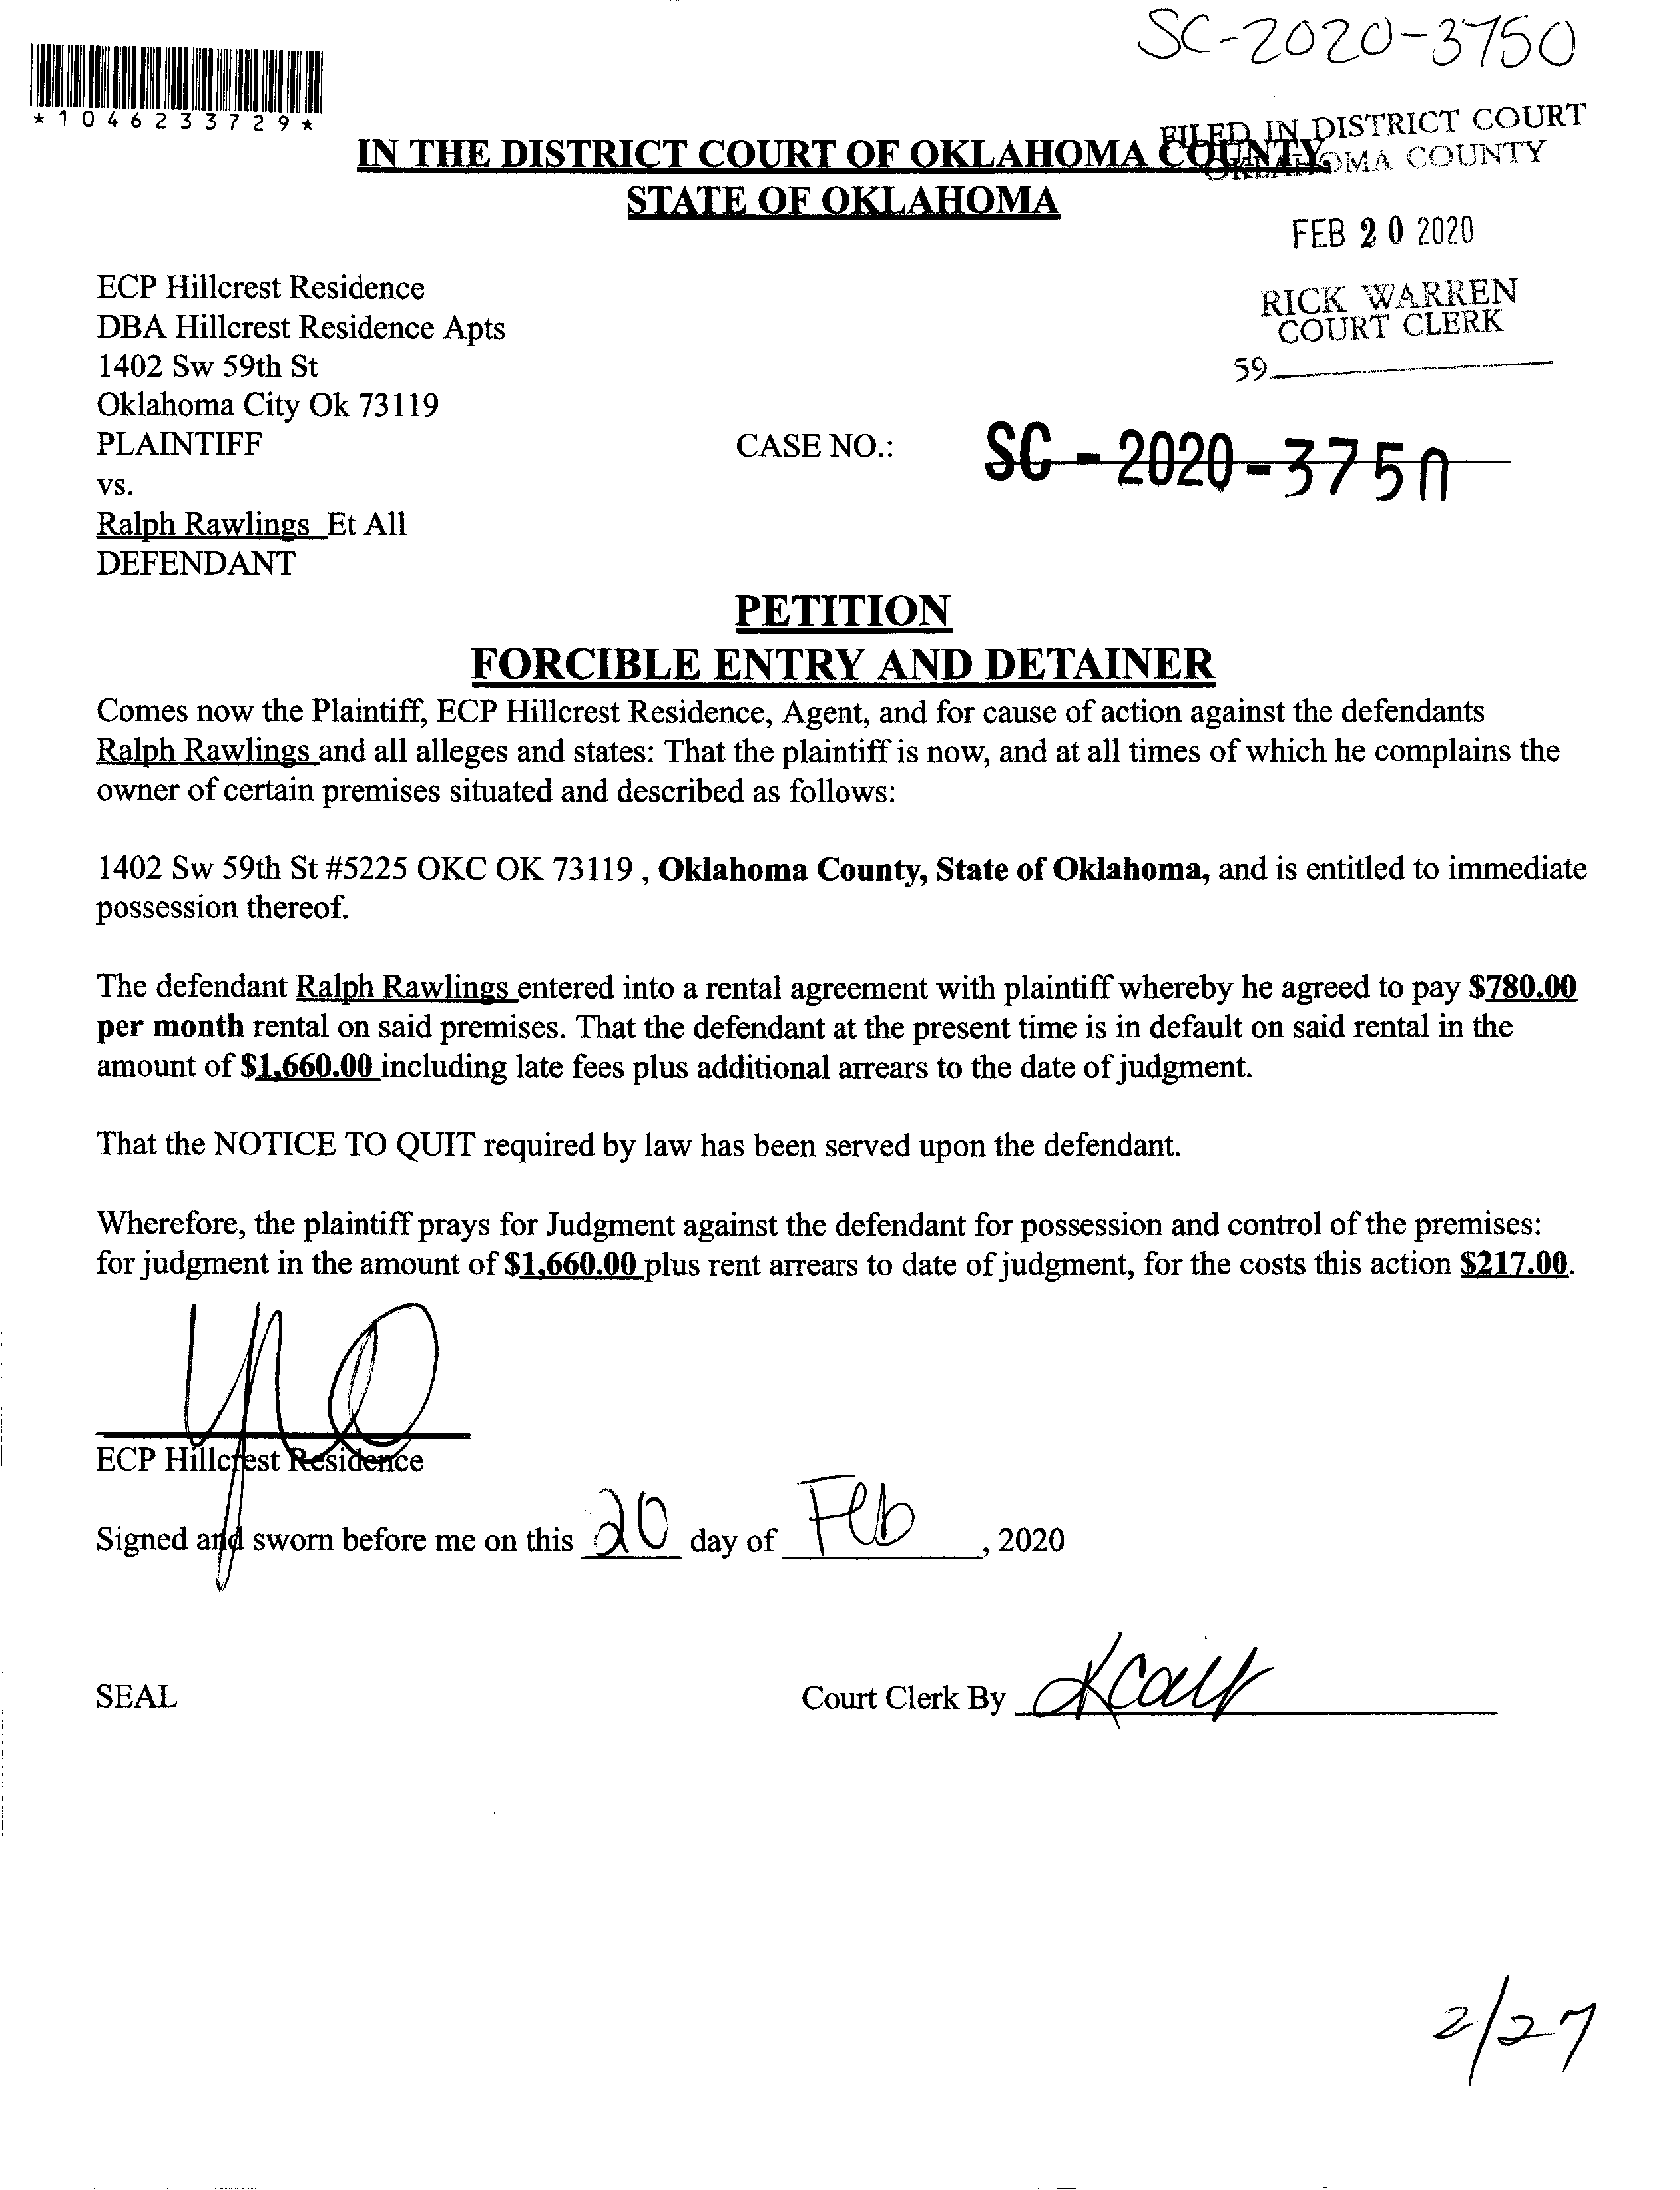 SC-2020-3750
*1046233729*
FILED IN DISTRICT COURT
OKLAHOMA COUNTY
IN THE DISTRICT COURT OF OKLAHOMA COUNTY,
STATE OF OKLAHOMA
FEB 20 2020
RICK WARREN
COURT CLERK
59
ECP Hillcrest Residence
DBA Hillcrest Residence Apts
1402 Sw 59th St
Oklahoma City Ok 73119
PLAINTIFF
CASE NO.: SC-2020-3750
vs.
Ralph Rawlings Et All
DEFENDANT
PETITION
FORCIBLE ENTRY AND DETAINER
Comes now the Plaintiff, ECP Hillcrest Residence, Agent, and for cause of action against the defendants
Ralph Rawlings and all alleges and states: That the plaintiff is now, and at all times of which he complains the
owner of certain premises situated and described as follows:
1402 Sw 59th St #5225 OKC OK 73119 , Oklahoma County, State of Oklahoma, and is entitled to immediate
possession thereof.
The defendant Ralph Rawlings entered into a rental agreement with plaintiff whereby he agreed to pay $780.00
per month rental on said premises. That the defendant at the present time is in default on said rental in the
amount of $1,660.00 including late fees plus additional arrears to the date of judgment.
That the NOTICE TO QUIT required by law has been served upon the defendant.
Wherefore, the plaintiff prays for Judgment against the defendant for possession and control of the premises:
for judgment in the amount of $1,660.00 plus rent arrears to date of judgment, for the costs this action $217.00.
ECP Hillcrest Residence
Signed and sworn before me on this 20 day of Feb, 2020
SEAL
Court Clerk By
2/27